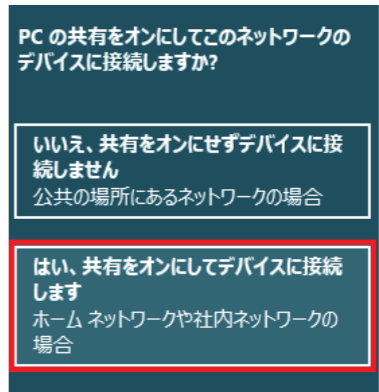 PC の共有をオンにしてこのネットワークの
デバイスに接続しますか?
いいえ、共有をオンにせずデバイスに接
続しません
公共の場所にあるネットワークの場合
はい、共有をオンにしてデバイスに接続
します
ホーム ネットワークや社内ネットワークの
場合